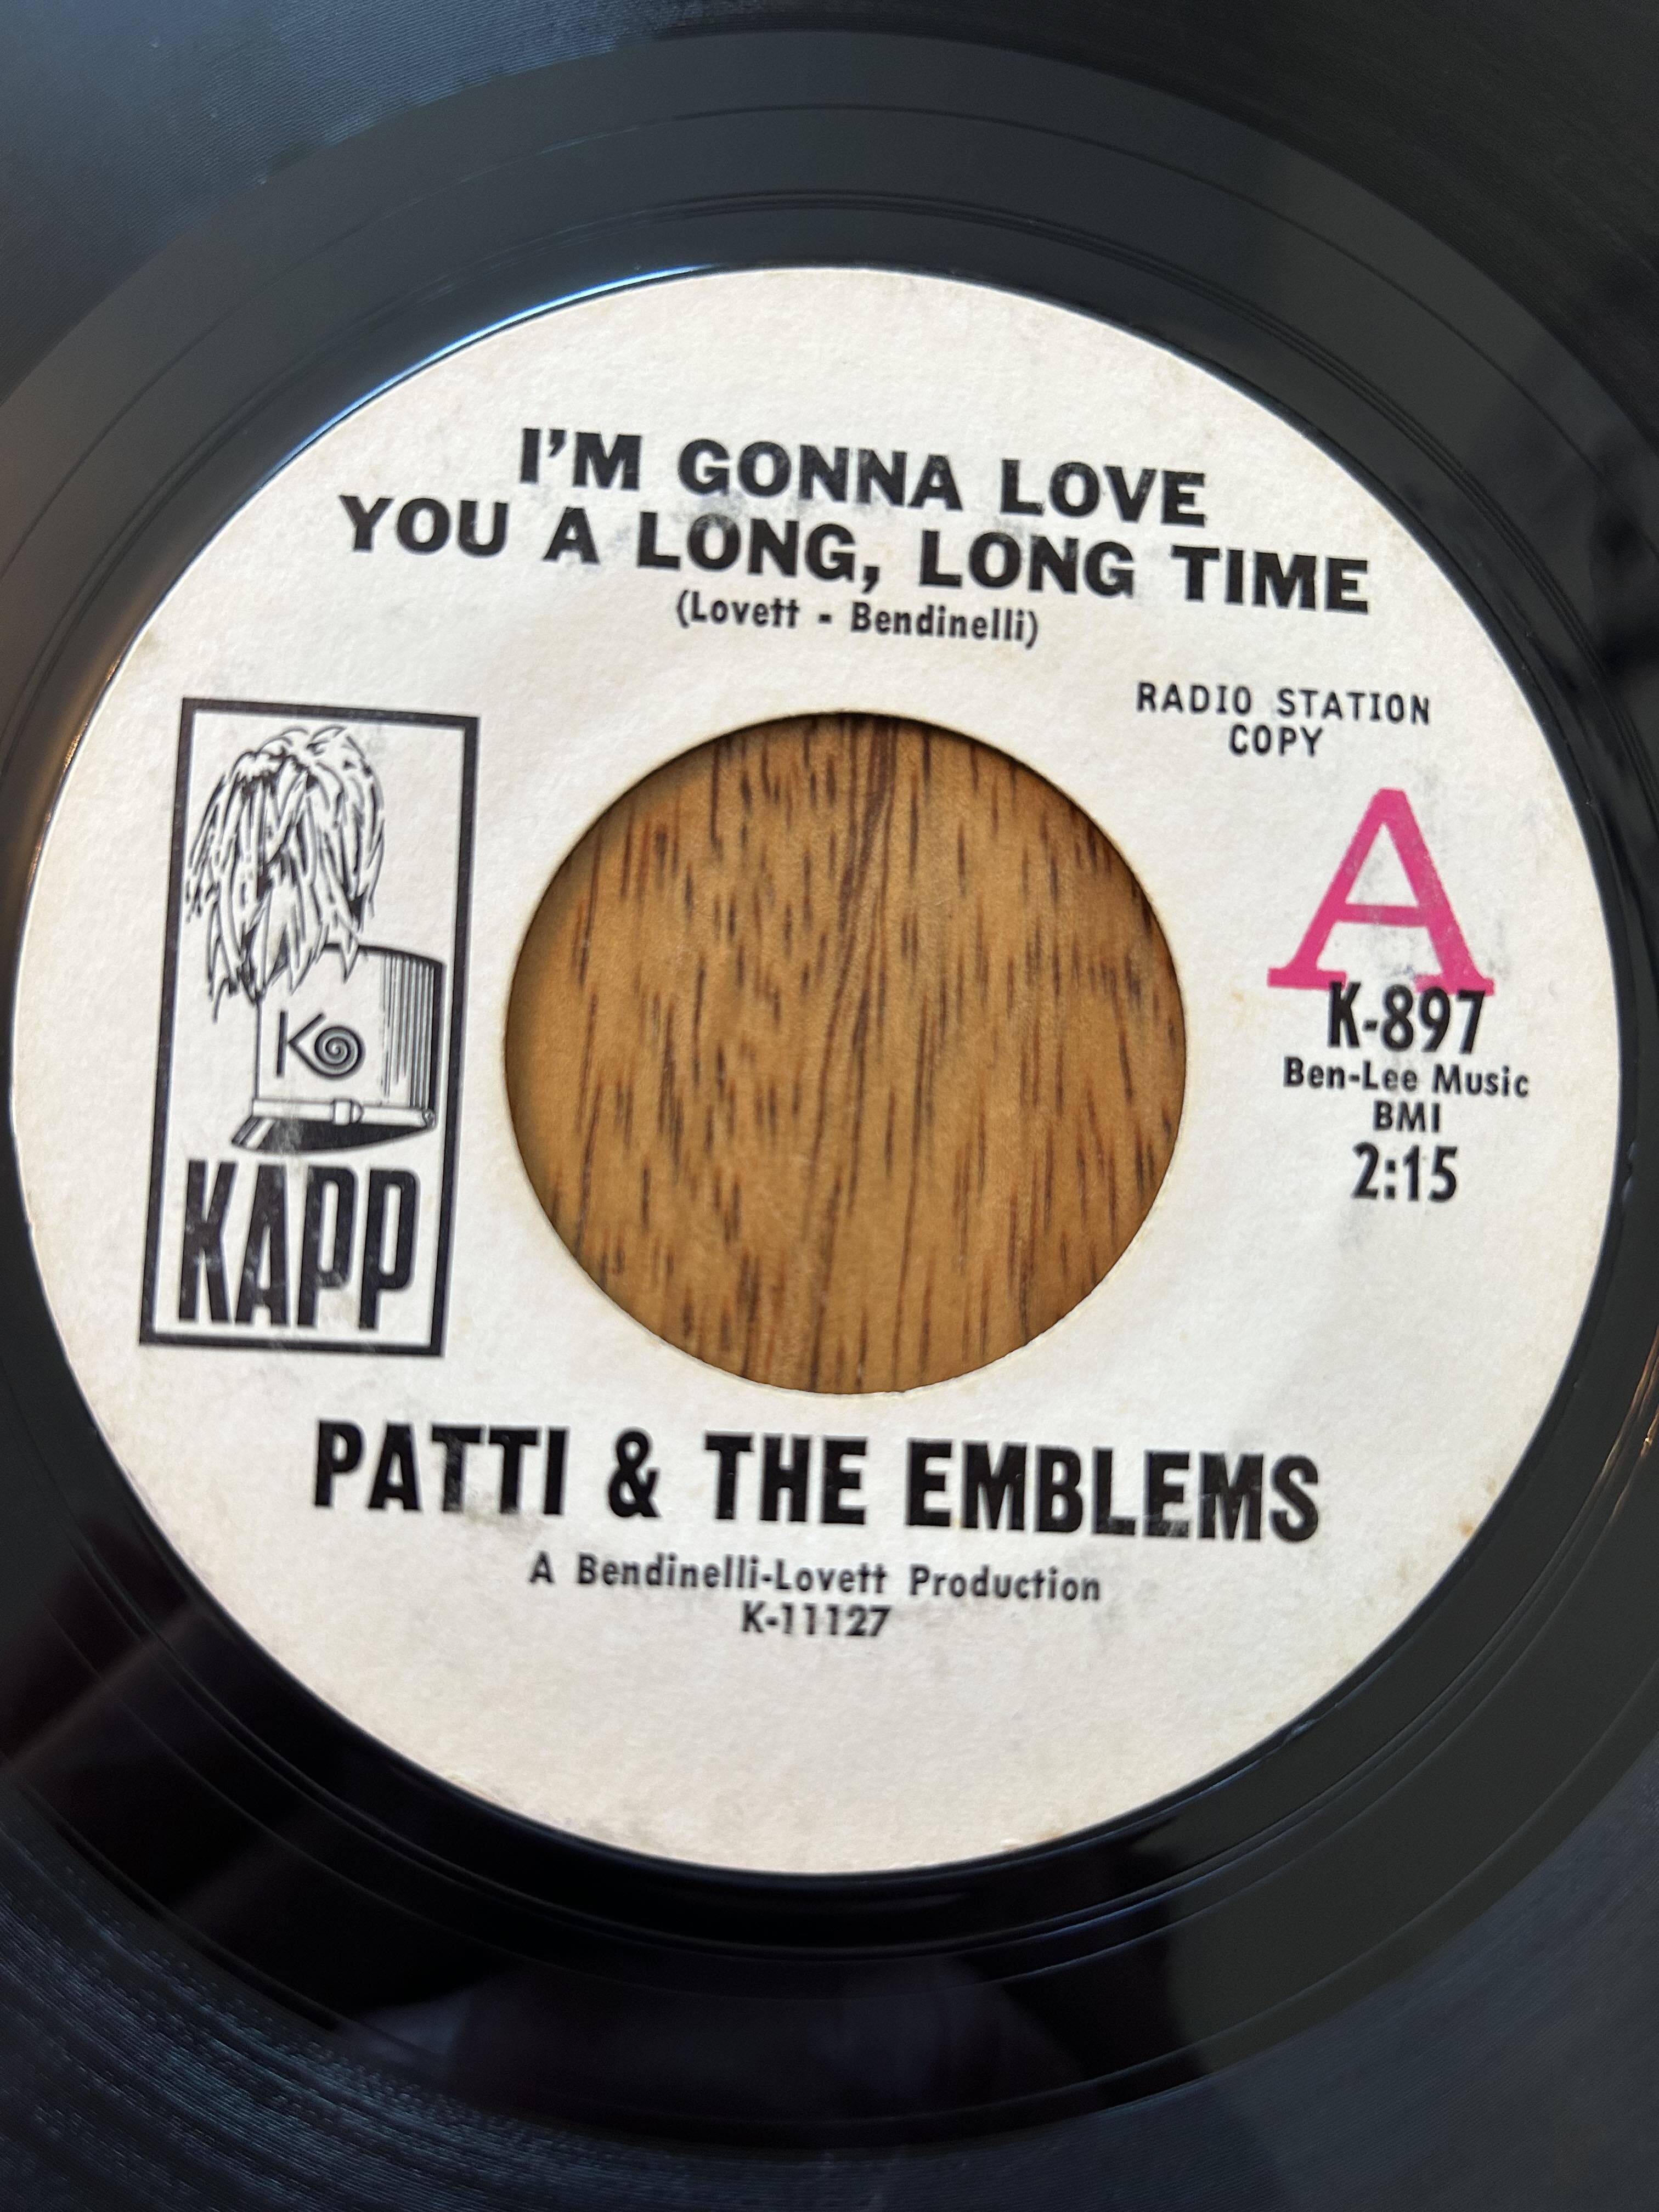 I'M GONNA LOVE
YOU A LONG, LONG TIME
(Lovett - Bendinelli)
RADIO STATION
COPY
A
K-897
Ben-Lee Music
BMI
2:15
K
KAPP
PATTI & THE EMBLEMS
A Bendinelli-Lovett Production
K-11127